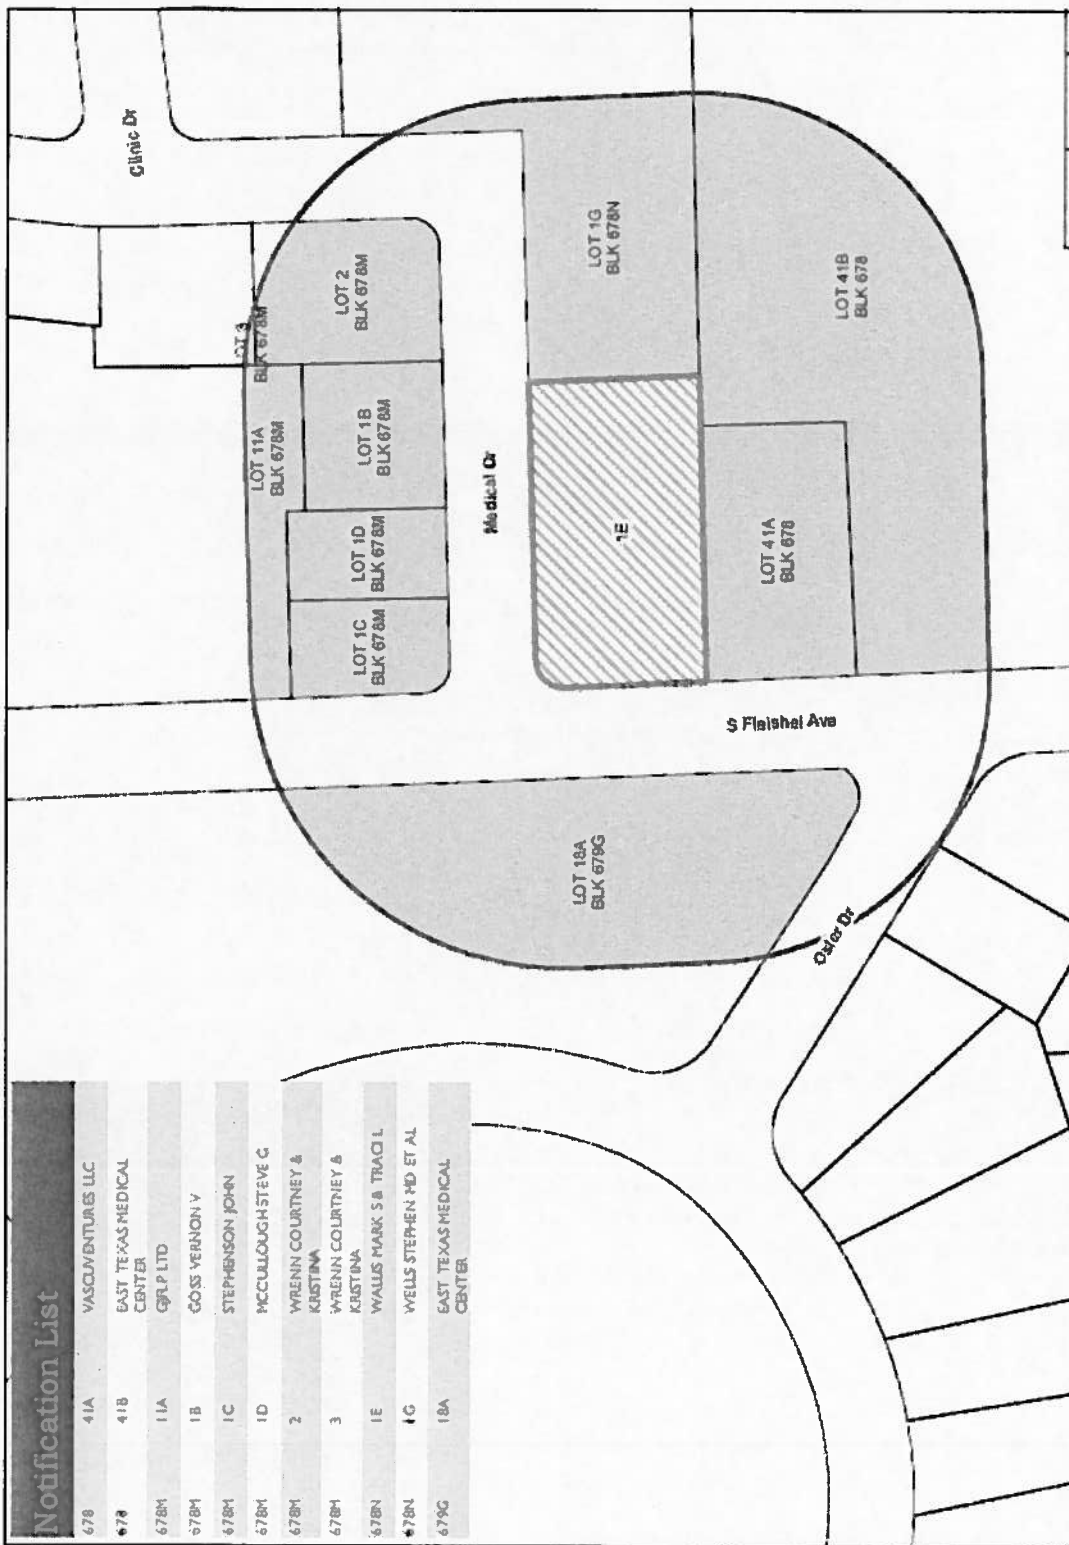 Notification List
678 41A VASCUVENTURES LLC
678 41B EAST TEXAS MEDICAL
CENTER
678M 11A GJRLP LTD
678M 1B GOSS VERNON V
678M 1C STEPHENSON JOHN
678M 1D MCCULLOUGH STEVE G
678M 2 WRENN COURTNEY &
KRISTINA
678M 3 WRENN COURTNEY &
KRISTINA
678N 1E WALLIS MARK S & TRACI L
678N 1G WELLS STEPHEN MD ET AL
679G 18A EAST TEXAS MEDICAL
CENTER
Clinic Dr
LOT 3
BLK 678M
LOT 2
BLK 678M
LOT 11A
BLK 678M
LOT 1B
BLK 678M
LOT 1D
BLK 678M
LOT 1C
BLK 678M
Medical Dr
LOT 1G
BLK 678N
1E
LOT 41B
BLK 678
LOT 41A
BLK 678
S Fleishel Ave
LOT 18A
BLK 679G
Osler Dr